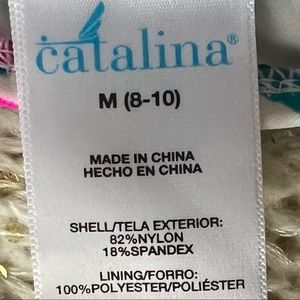 catalina®
M (8-10)
MADE IN CHINA
HECHO EN CHINA
SHELL/TELA EXTERIOR:
82%NYLON
18%SPANDEX
LINING/FORRO:
100%POLYESTER/POLIÉSTER